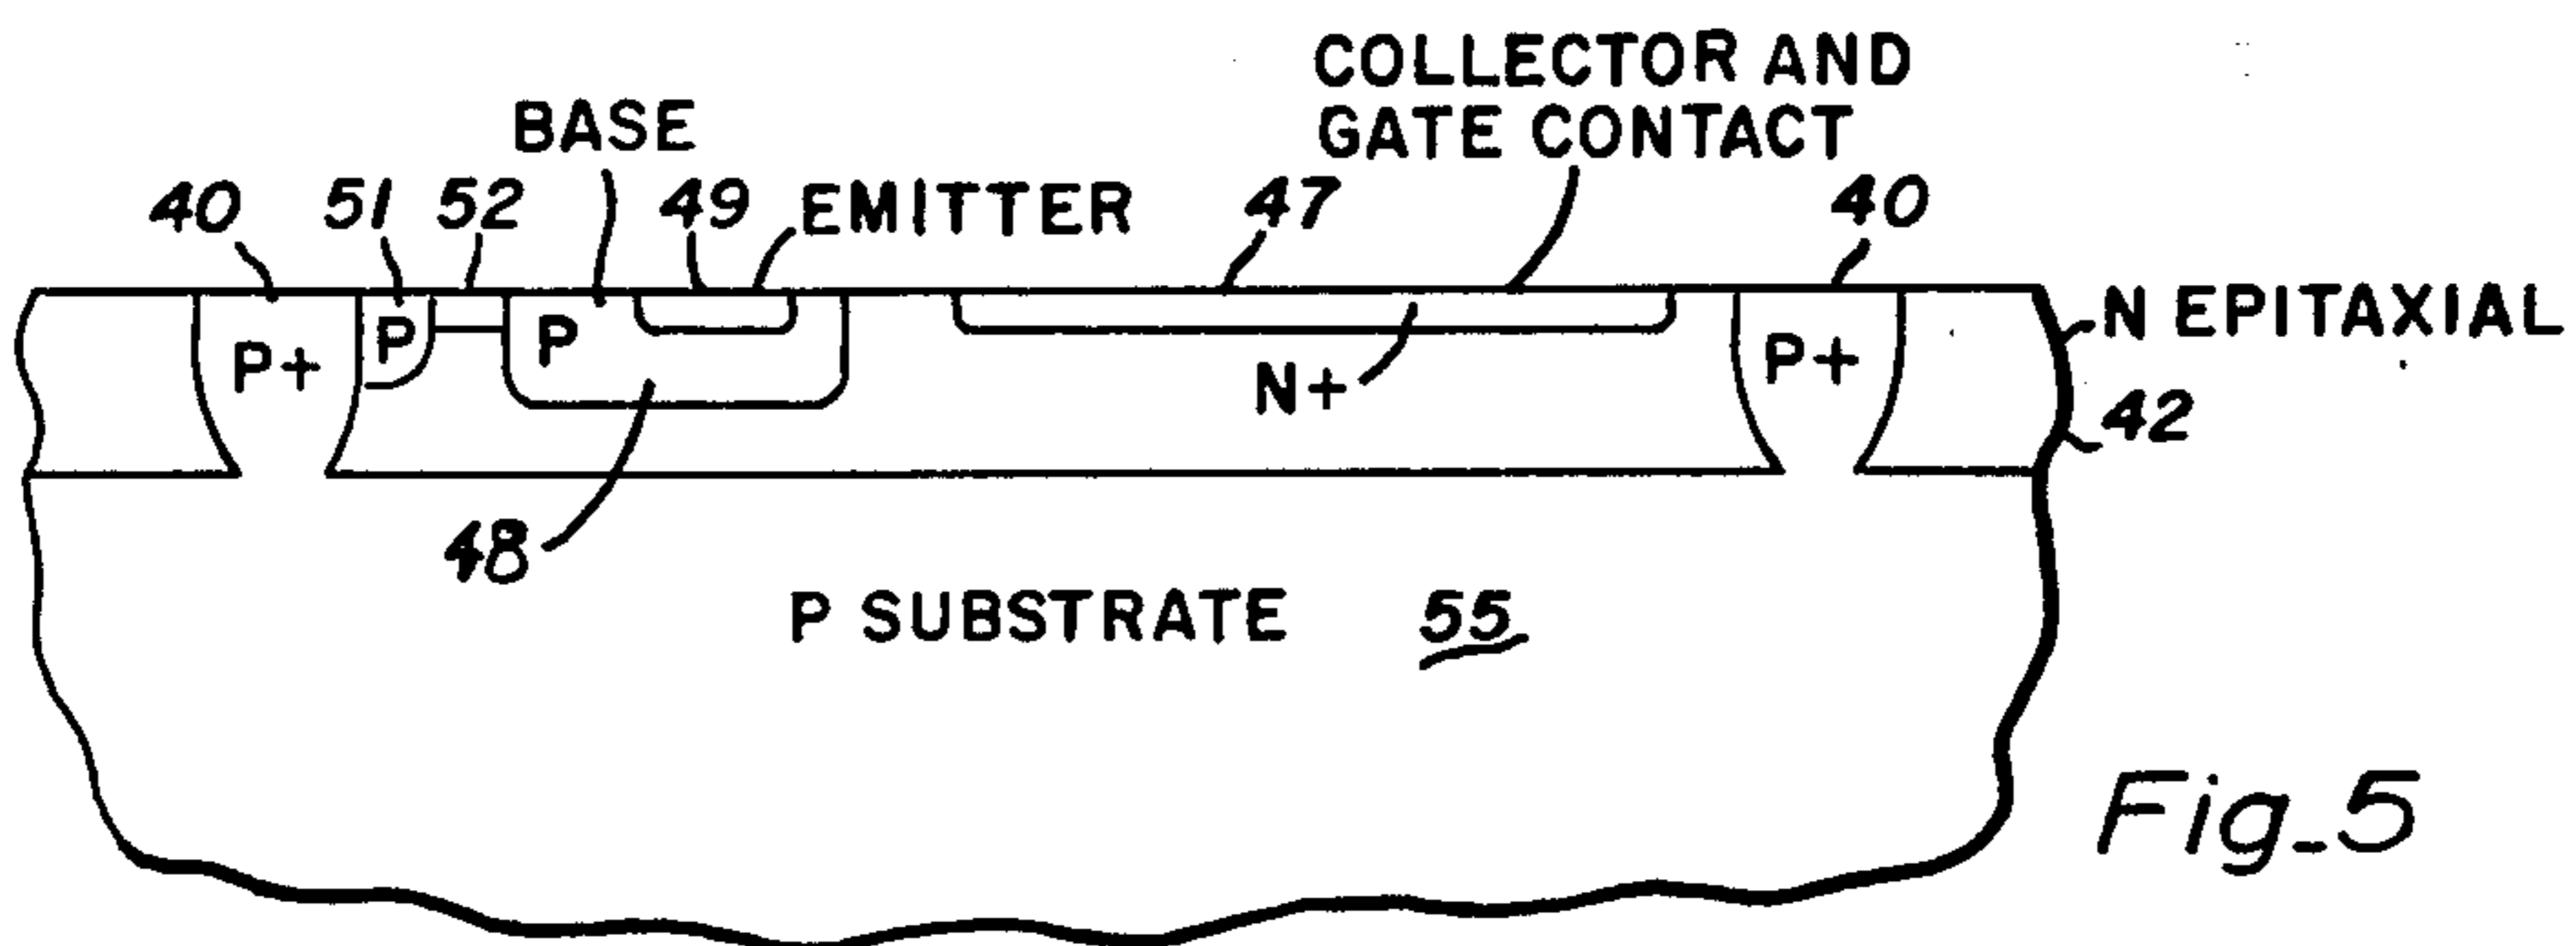 COLLECTOR AND
GATE CONTACT
BASE
40 51 52 49 EMITTER 47 40
P+ P P N+ P+ N EPITAXIAL
42
48
P SUBSTRATE 55
Fig_5